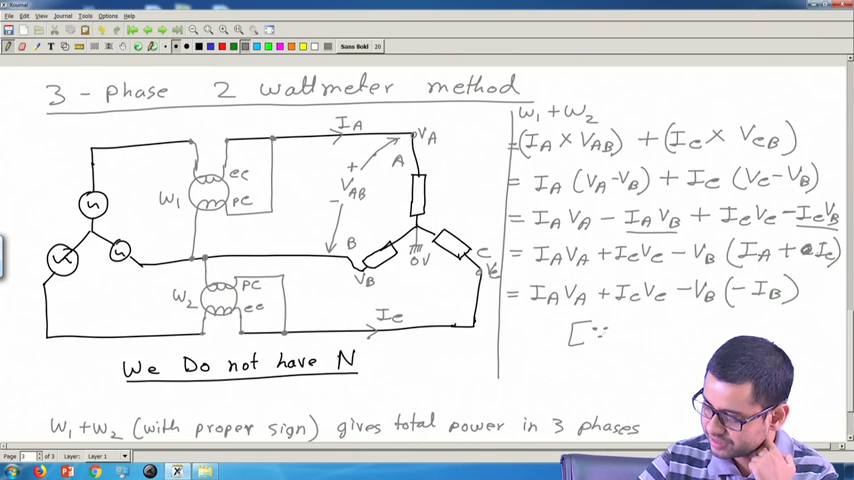 Xournal
File Edit View Journal Tools Options Help
Sans Bold 20
3 - phase 2 wattmeter method
W1 + W2
IA
VA
= (IA × VAB) + (Ic × VcB)
A
cc
+
VAB
-
W1
pc
= IA (VA - VB) + Ic (Vc - VB)
= IA VA - IA VB + Ic Vc - Ic VB
B
c
= IA VA + Ic Vc - VB (IA + Ic)
0V
Vc
VB
pc
W2
cc
= IA VA + Ic Vc - VB (- IB)
Ic
[∵
We Do not have N
W1 + W2 (with proper sign) gives total power in 3 phases
Page 3 of 3 Layer: Layer 1